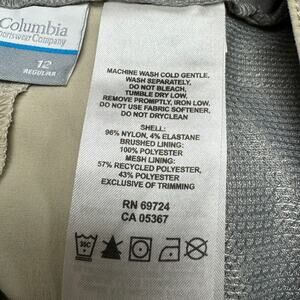 Columbia
Sportswear Company
12
REGULAR
MACHINE WASH COLD GENTLE,
WASH SEPARATELY,
DO NOT BLEACH,
TUMBLE DRY LOW,
REMOVE PROMPTLY, IRON LOW.
DO NOT USE FABRIC SOFTENER,
DO NOT DRYCLEAN
SHELL:
96% NYLON, 4% ELASTANE
BRUSHED LINING:
100% POLYESTER
MESH LINING:
57% RECYCLED POLYESTER,
43% POLYESTER
EXCLUSIVE OF TRIMMING
RN 69724
CA 05367
30C